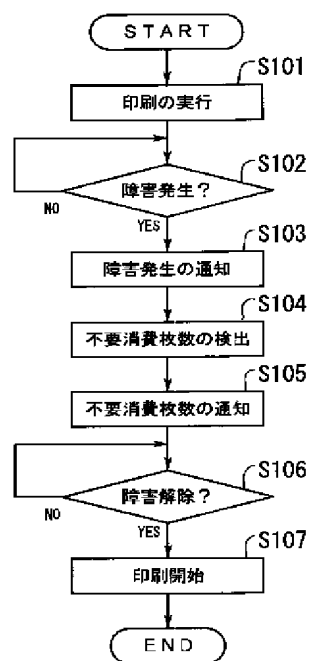 START
S101
印刷の実行
S102
障害発生?
NO
YES
S103
障害発生の通知
S104
不要消費枚数の検出
S105
不要消費枚数の通知
S106
障害解除?
NO
YES
S107
印刷開始
END